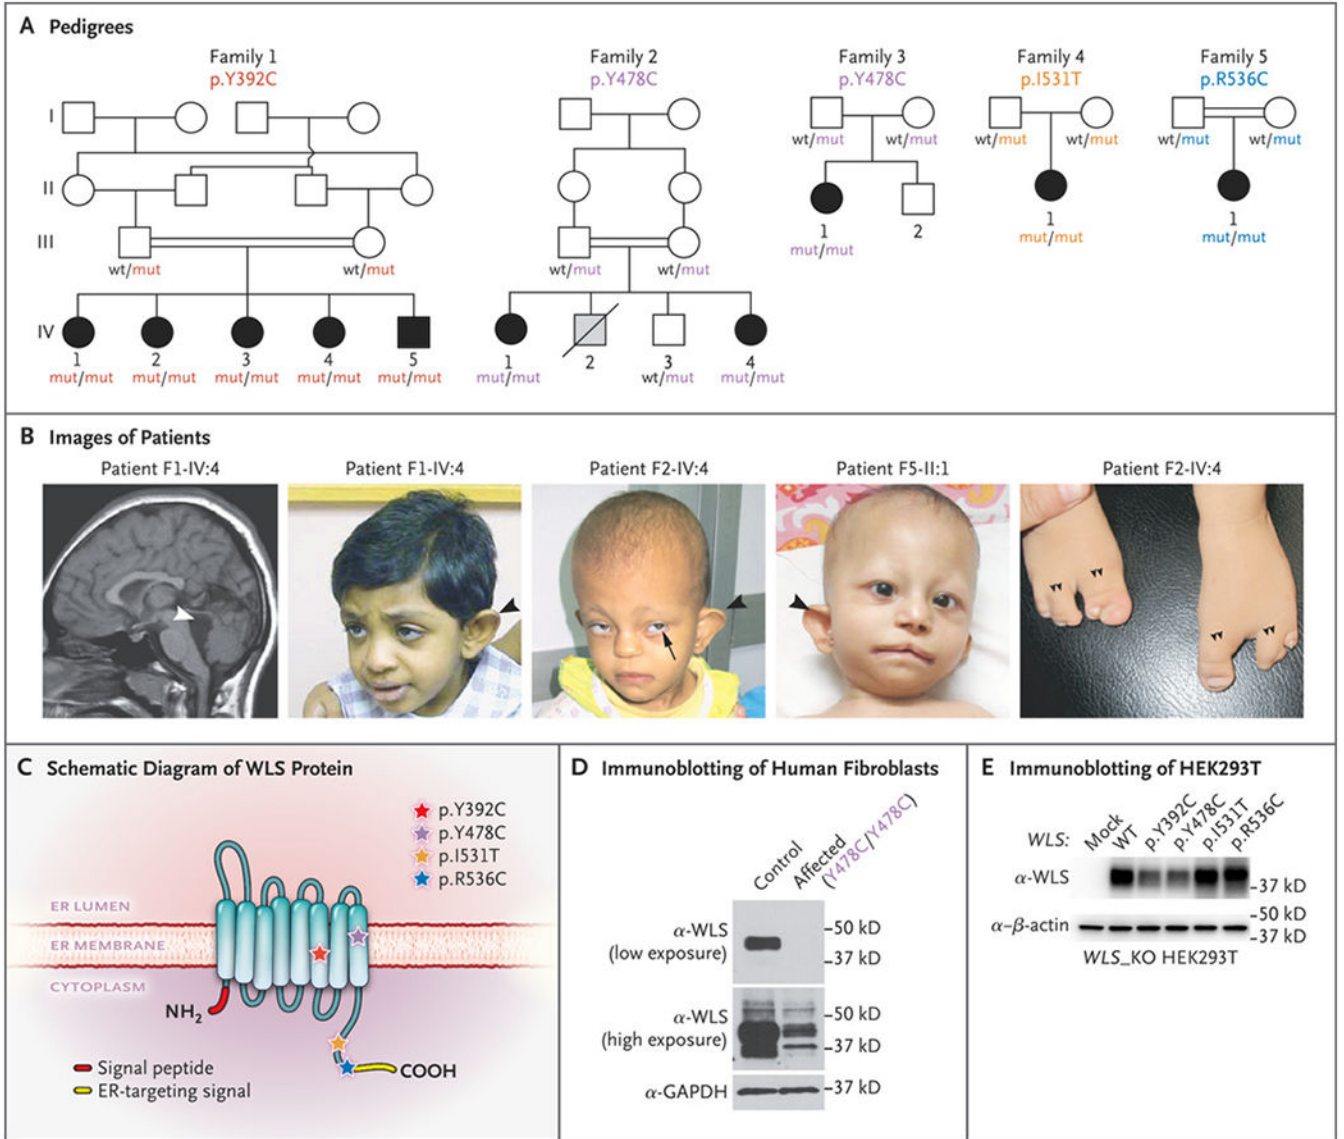 A Pedigrees
Family 1
p.Y392C
Family 2
p.Y478C
Family 3
p.Y478C
Family 4
p.I531T
Family 5
p.R536C
I
II
III
IV
wt/mut wt/mut
1 2 3 4 5
mut/mut mut/mut mut/mut mut/mut mut/mut
wt/mut wt/mut
1 2 3 4
mut/mut wt/mut mut/mut
wt/mut wt/mut
1 2
mut/mut
wt/mut wt/mut
1
mut/mut
wt/mut wt/mut
1
mut/mut
B Images of Patients
Patient F1-IV:4 Patient F1-IV:4 Patient F2-IV:4 Patient F5-II:1 Patient F2-IV:4
C Schematic Diagram of WLS Protein
p.Y392C
p.Y478C
p.I531T
p.R536C
ER LUMEN
ER MEMBRANE
CYTOPLASM
NH2
COOH
Signal peptide
ER-targeting signal
D Immunoblotting of Human Fibroblasts
Control
Affected
(Y478C/Y478C)
α-WLS
(low exposure)
50 kD
37 kD
α-WLS
(high exposure)
50 kD
37 kD
α-GAPDH
37 kD
E Immunoblotting of HEK293T
WLS: Mock WT p.Y392C p.Y478C p.I531T p.R536C
α-WLS
37 kD
α-β-actin
50 kD
37 kD
WLS_KO HEK293T